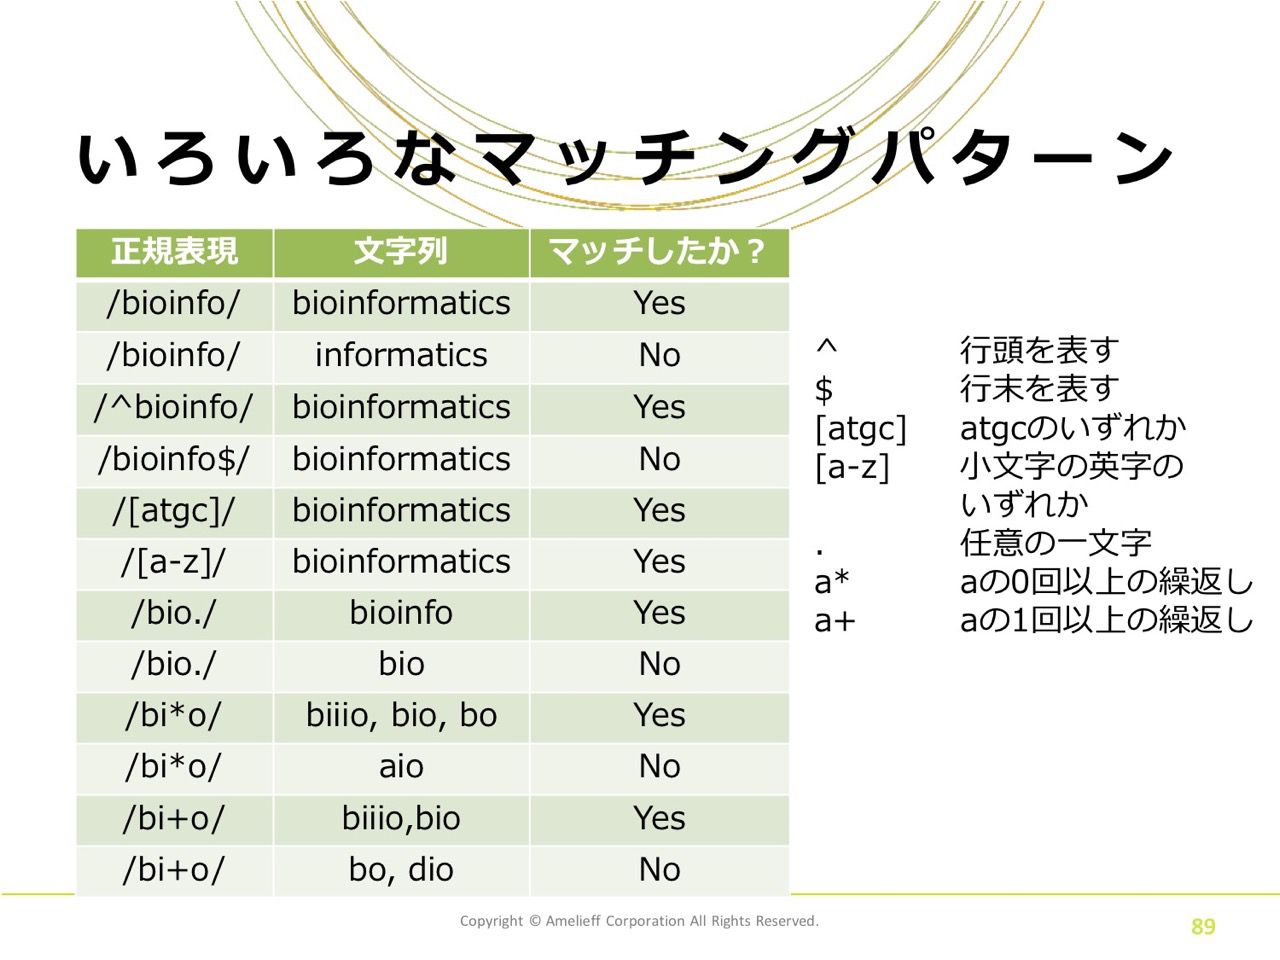 いろいろなマッチングパターン
正規表現 文字列 マッチしたか？
/bioinfo/ bioinformatics Yes
/bioinfo/ informatics No
/^bioinfo/ bioinformatics Yes
/bioinfo$/ bioinformatics No
/[atgc]/ bioinformatics Yes
/[a-z]/ bioinformatics Yes
/bio./ bioinfo Yes
/bio./ bio No
/bi*o/ biiio, bio, bo Yes
/bi*o/ aio No
/bi+o/ biiio,bio Yes
/bi+o/ bo, dio No
^ 行頭を表す
$ 行末を表す
[atgc] atgcのいずれか
[a-z] 小文字の英字の
いずれか
. 任意の一文字
a* aの0回以上の繰返し
a+ aの1回以上の繰返し
Copyright © Amelieff Corporation All Rights Reserved.
89